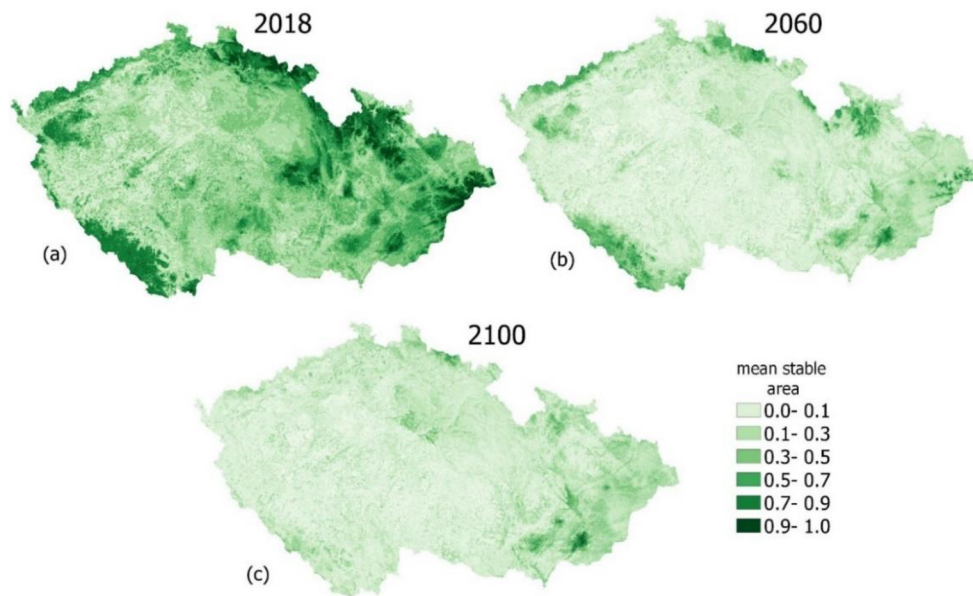 2018
2060
(a)
(b)
2100
mean stable
area
0.0- 0.1
0.1- 0.3
0.3- 0.5
0.5- 0.7
0.7- 0.9
0.9- 1.0
(c)